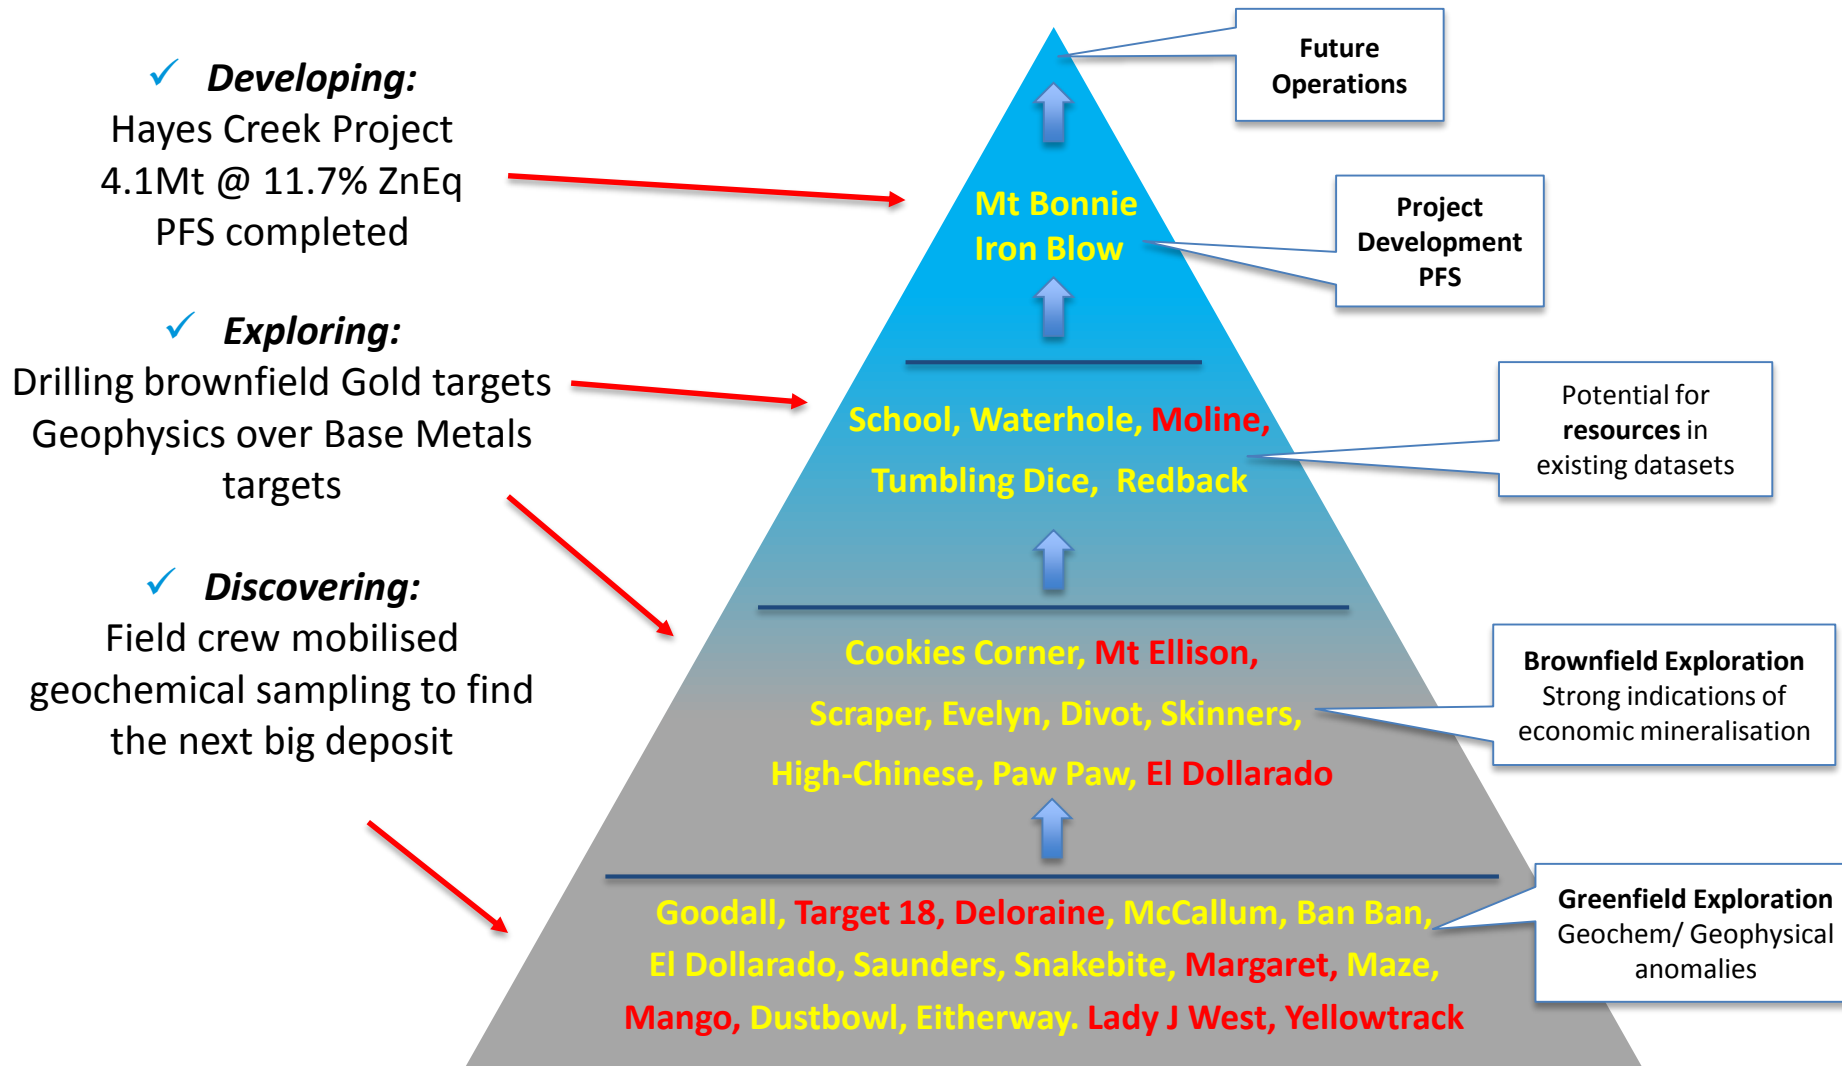 ✓ Developing:
Hayes Creek Project
4.1Mt @ 11.7% ZnEq
PFS completed
✓ Exploring:
Drilling brownfield Gold targets
Geophysics over Base Metals
targets
✓ Discovering:
Field crew mobilised
geochemical sampling to find
the next big deposit
Future
Operations
Mt Bonnie
Iron Blow
Project
Development
PFS
School, Waterhole, Moline,
Tumbling Dice, Redback
Potential for
resources in
existing datasets
Cookies Corner, Mt Ellison,
Scraper, Evelyn, Divot, Skinners,
High-Chinese, Paw Paw, El Dollarado
Brownfield Exploration
Strong indications of
economic mineralisation
Goodall, Target 18, Deloraine, McCallum, Ban Ban,
El Dollarado, Saunders, Snakebite, Margaret, Maze,
Mango, Dustbowl, Eitherway. Lady J West, Yellowtrack
Greenfield Exploration
Geochem/ Geophysical
anomalies